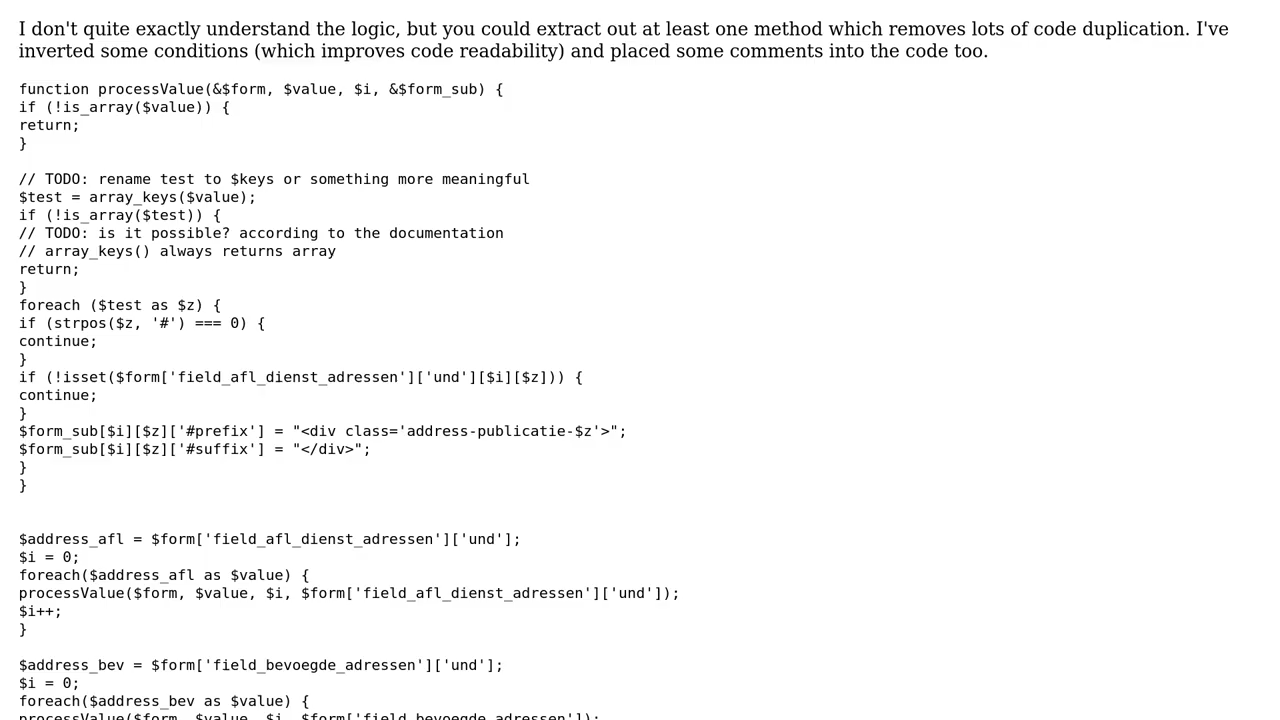 I don't quite exactly understand the logic, but you could extract out at least one method which removes lots of code duplication. I've
inverted some conditions (which improves code readability) and placed some comments into the code too.
function processValue(&$form, $value, $i, &$form_sub) {
if (!is_array($value)) {
return;
}
// TODO: rename test to $keys or something more meaningful
$test = array_keys($value);
if (!is_array($test)) {
// TODO: is it possible? according to the documentation
// array_keys() always returns array
return;
}
foreach ($test as $z) {
if (strpos($z, '#') === 0) {
continue;
}
if (!isset($form['field_afl_dienst_adressen']['und'][$i][$z])) {
continue;
}
$form_sub[$i][$z]['#prefix'] = "<div class='address-publicatie-$z'>";
$form_sub[$i][$z]['#suffix'] = "</div>";
}
}
$address_afl = $form['field_afl_dienst_adressen']['und'];
$i = 0;
foreach($address_afl as $value) {
processValue($form, $value, $i, $form['field_afl_dienst_adressen']['und']);
$i++;
}
$address_bev = $form['field_bevoegde_adressen']['und'];
$i = 0;
foreach($address_bev as $value) {
processValue($form, $value, $i, $form['field_bevoegde_adressen']);